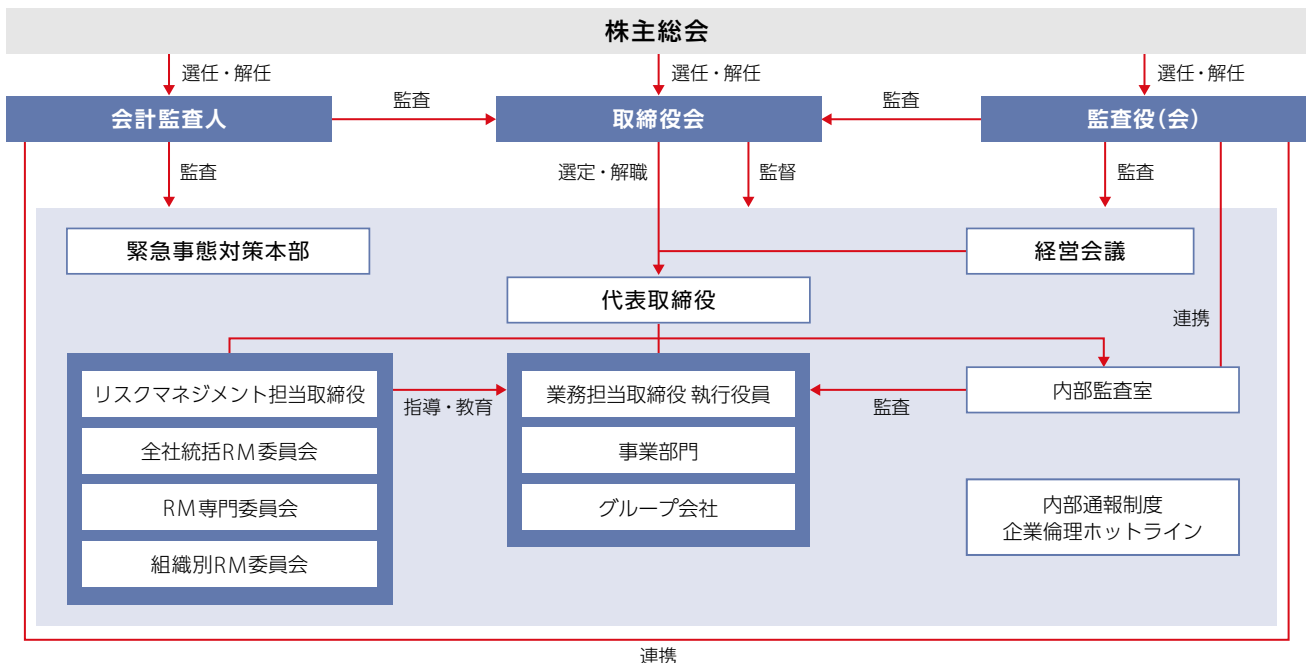 株主総会
選任・解任
選任・解任
選任・解任
会計監査人
監査
取締役会
監査
監査役(会)
監査
選定・解職
監督
監査
緊急事態対策本部
経営会議
代表取締役
連携
リスクマネジメント担当取締役
指導・教育
業務担当取締役 執行役員
監査
内部監査室
全社統括RM委員会
事業部門
RM専門委員会
グループ会社
内部通報制度
企業倫理ホットライン
組織別RM委員会
連携